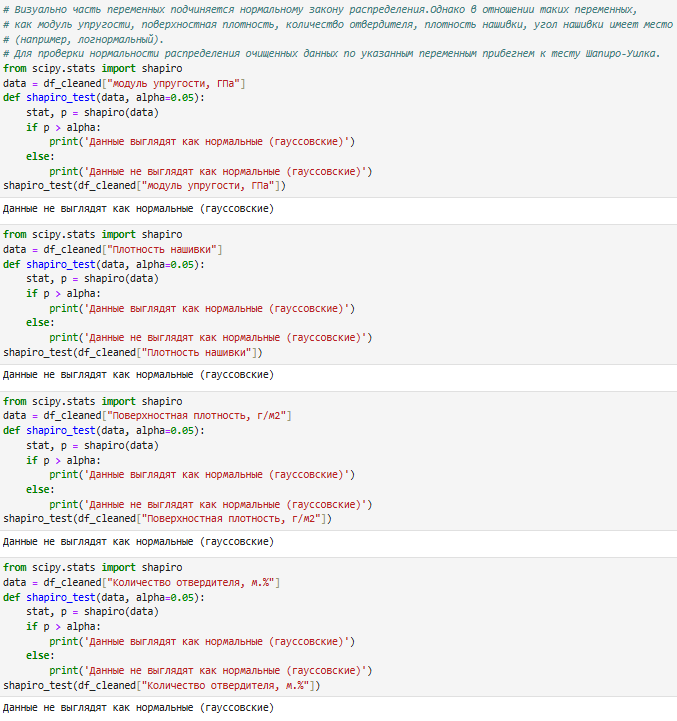 # Визуально часть переменных подчиняется нормальному закону распределения.Однако в отношении таких переменных,
# как модуль упругости, поверхностная плотность, количество отвердителя, плотность нашивки, угол нашивки имеет место
# (например, логнормальный).
# Для проверки нормальности распределения очищенных данных по указанным переменным прибегнем к тесту Шапиро-Уилка.
from scipy.stats import shapiro
data = df_cleaned["модуль упругости, ГПа"]
def shapiro_test(data, alpha=0.05):
    stat, p = shapiro(data)
    if p > alpha:
        print('Данные выглядят как нормальные (гауссовские)')
    else:
        print('Данные не выглядят как нормальные (гауссовские)')
shapiro_test(df_cleaned["модуль упругости, ГПа"])
Данные не выглядят как нормальные (гауссовские)
from scipy.stats import shapiro
data = df_cleaned["Плотность нашивки"]
def shapiro_test(data, alpha=0.05):
    stat, p = shapiro(data)
    if p > alpha:
        print('Данные выглядят как нормальные (гауссовские)')
    else:
        print('Данные не выглядят как нормальные (гауссовские)')
shapiro_test(df_cleaned["Плотность нашивки"])
Данные не выглядят как нормальные (гауссовские)
from scipy.stats import shapiro
data = df_cleaned["Поверхностная плотность, г/м2"]
def shapiro_test(data, alpha=0.05):
    stat, p = shapiro(data)
    if p > alpha:
        print('Данные выглядят как нормальные (гауссовские)')
    else:
        print('Данные не выглядят как нормальные (гауссовские)')
shapiro_test(df_cleaned["Поверхностная плотность, г/м2"])
Данные не выглядят как нормальные (гауссовские)
from scipy.stats import shapiro
data = df_cleaned["Количество отвердителя, м.%"]
def shapiro_test(data, alpha=0.05):
    stat, p = shapiro(data)
    if p > alpha:
        print('Данные выглядят как нормальные (гауссовские)')
    else:
        print('Данные не выглядят как нормальные (гауссовские)')
shapiro_test(df_cleaned["Количество отвердителя, м.%"])
Данные не выглядят как нормальные (гауссовские)